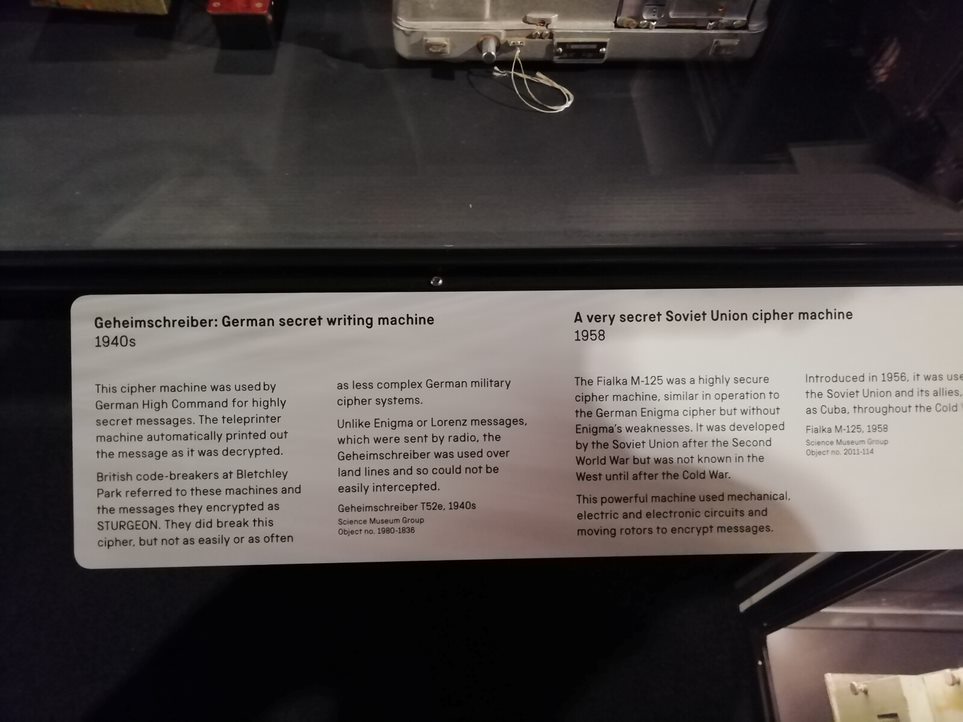 Geheimschreiber: German secret writing machine
1940s
This cipher machine was used by
German High Command for highly
secret messages. The teleprinter
machine automatically printed out
the message as it was decrypted.
British code-breakers at Bletchley
Park referred to these machines and
the messages they encrypted as
STURGEON. They did break this
cipher, but not as easily or as often
as less complex German military
cipher systems.
Unlike Enigma or Lorenz messages,
which were sent by radio, the
Geheimschreiber was used over
land lines and so could not be
easily intercepted.
Geheimschreiber T52e, 1940s
Science Museum Group
Object no. 1980-1836
A very secret Soviet Union cipher machine
1958
The Fialka M-125 was a highly secure
cipher machine, similar in operation to
the German Enigma cipher but without
Enigma's weaknesses. It was developed
by the Soviet Union after the Second
World War but was not known in the
West until after the Cold War.
This powerful machine used mechanical,
electric and electronic circuits and
moving rotors to encrypt messages.
Introduced in 1956, it was use
the Soviet Union and its allies,
as Cuba, throughout the Cold
Fialka M-125, 1958
Science Museum Group
Object no. 2011-114